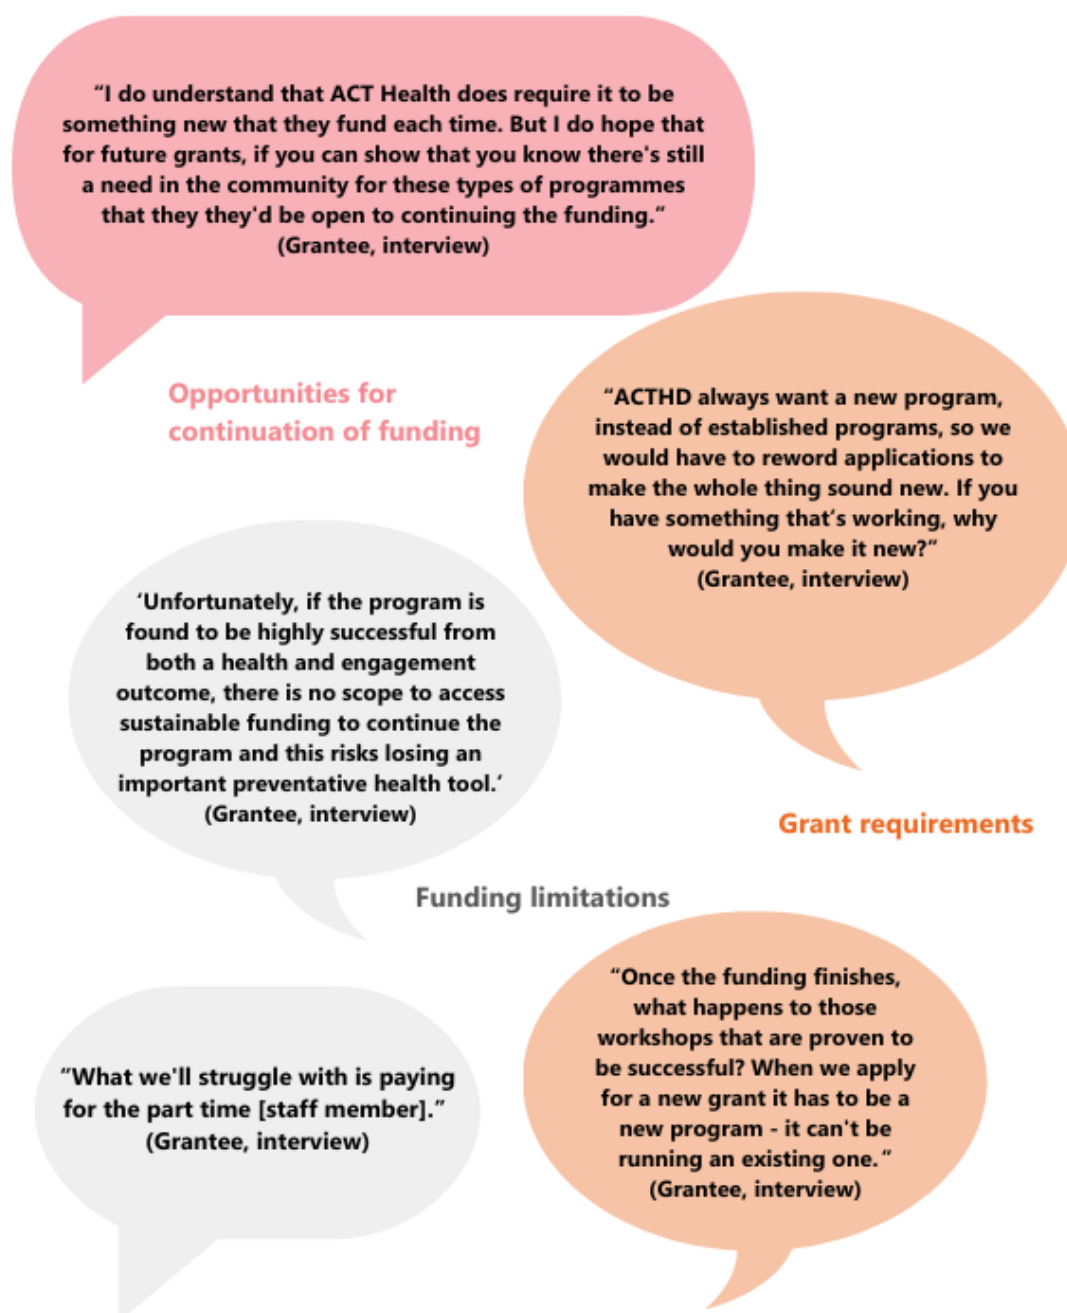 “I do understand that ACT Health does require it to be
something new that they fund each time. But I do hope that
for future grants, if you can show that you know there's still
a need in the community for these types of programmes
that they they'd be open to continuing the funding.”
(Grantee, interview)
Opportunities for
continuation of funding
“ACTHD always want a new program,
instead of established programs, so we
would have to reword applications to
make the whole thing sound new. If you
have something that’s working, why
would you make it new?”
(Grantee, interview)
‘Unfortunately, if the program is
found to be highly successful from
both a health and engagement
outcome, there is no scope to access
sustainable funding to continue the
program and this risks losing an
important preventative health tool.’
(Grantee, interview)
Grant requirements
Funding limitations
“Once the funding finishes,
what happens to those
workshops that are proven to
be successful? When we apply
for a new grant it has to be a
new program - it can't be
running an existing one.”
(Grantee, interview)
“What we'll struggle with is paying
for the part time [staff member].”
(Grantee, interview)